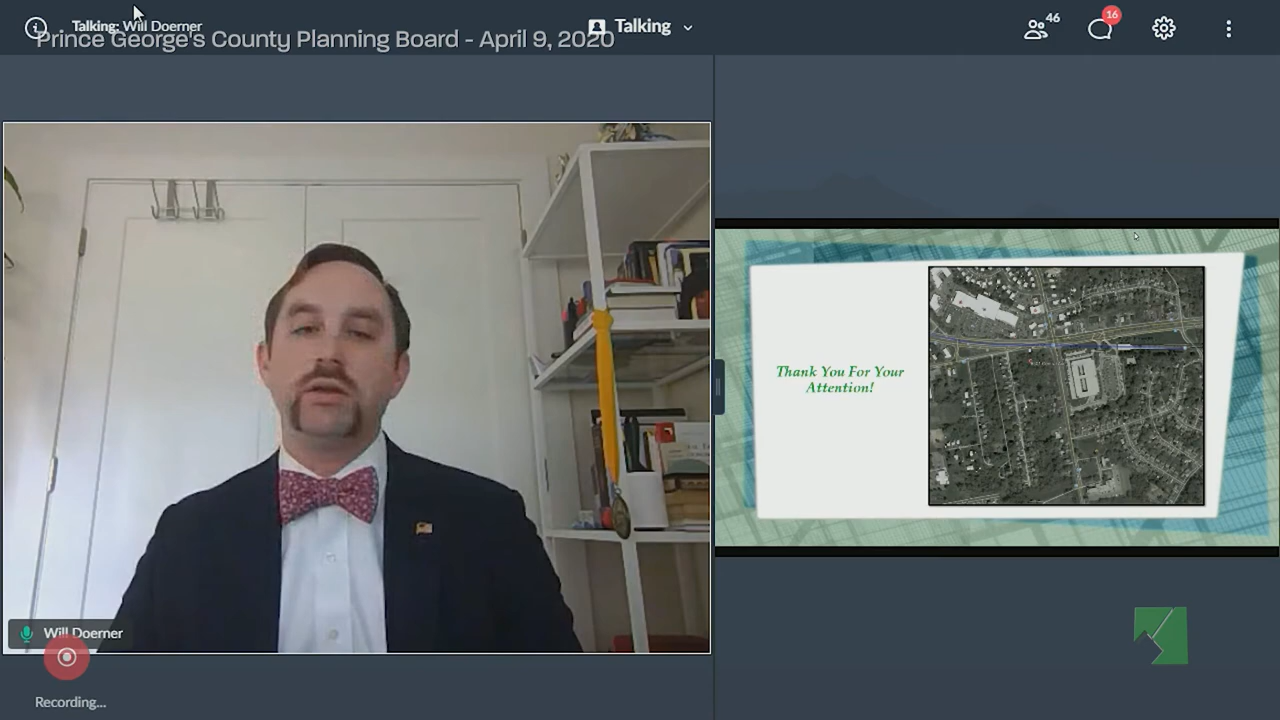 Talking: Will Doerner
Talking
46
16
Prince George's County Planning Board - April 9, 2020
Thank You For Your
Attention!
Will Doerner
Recording...